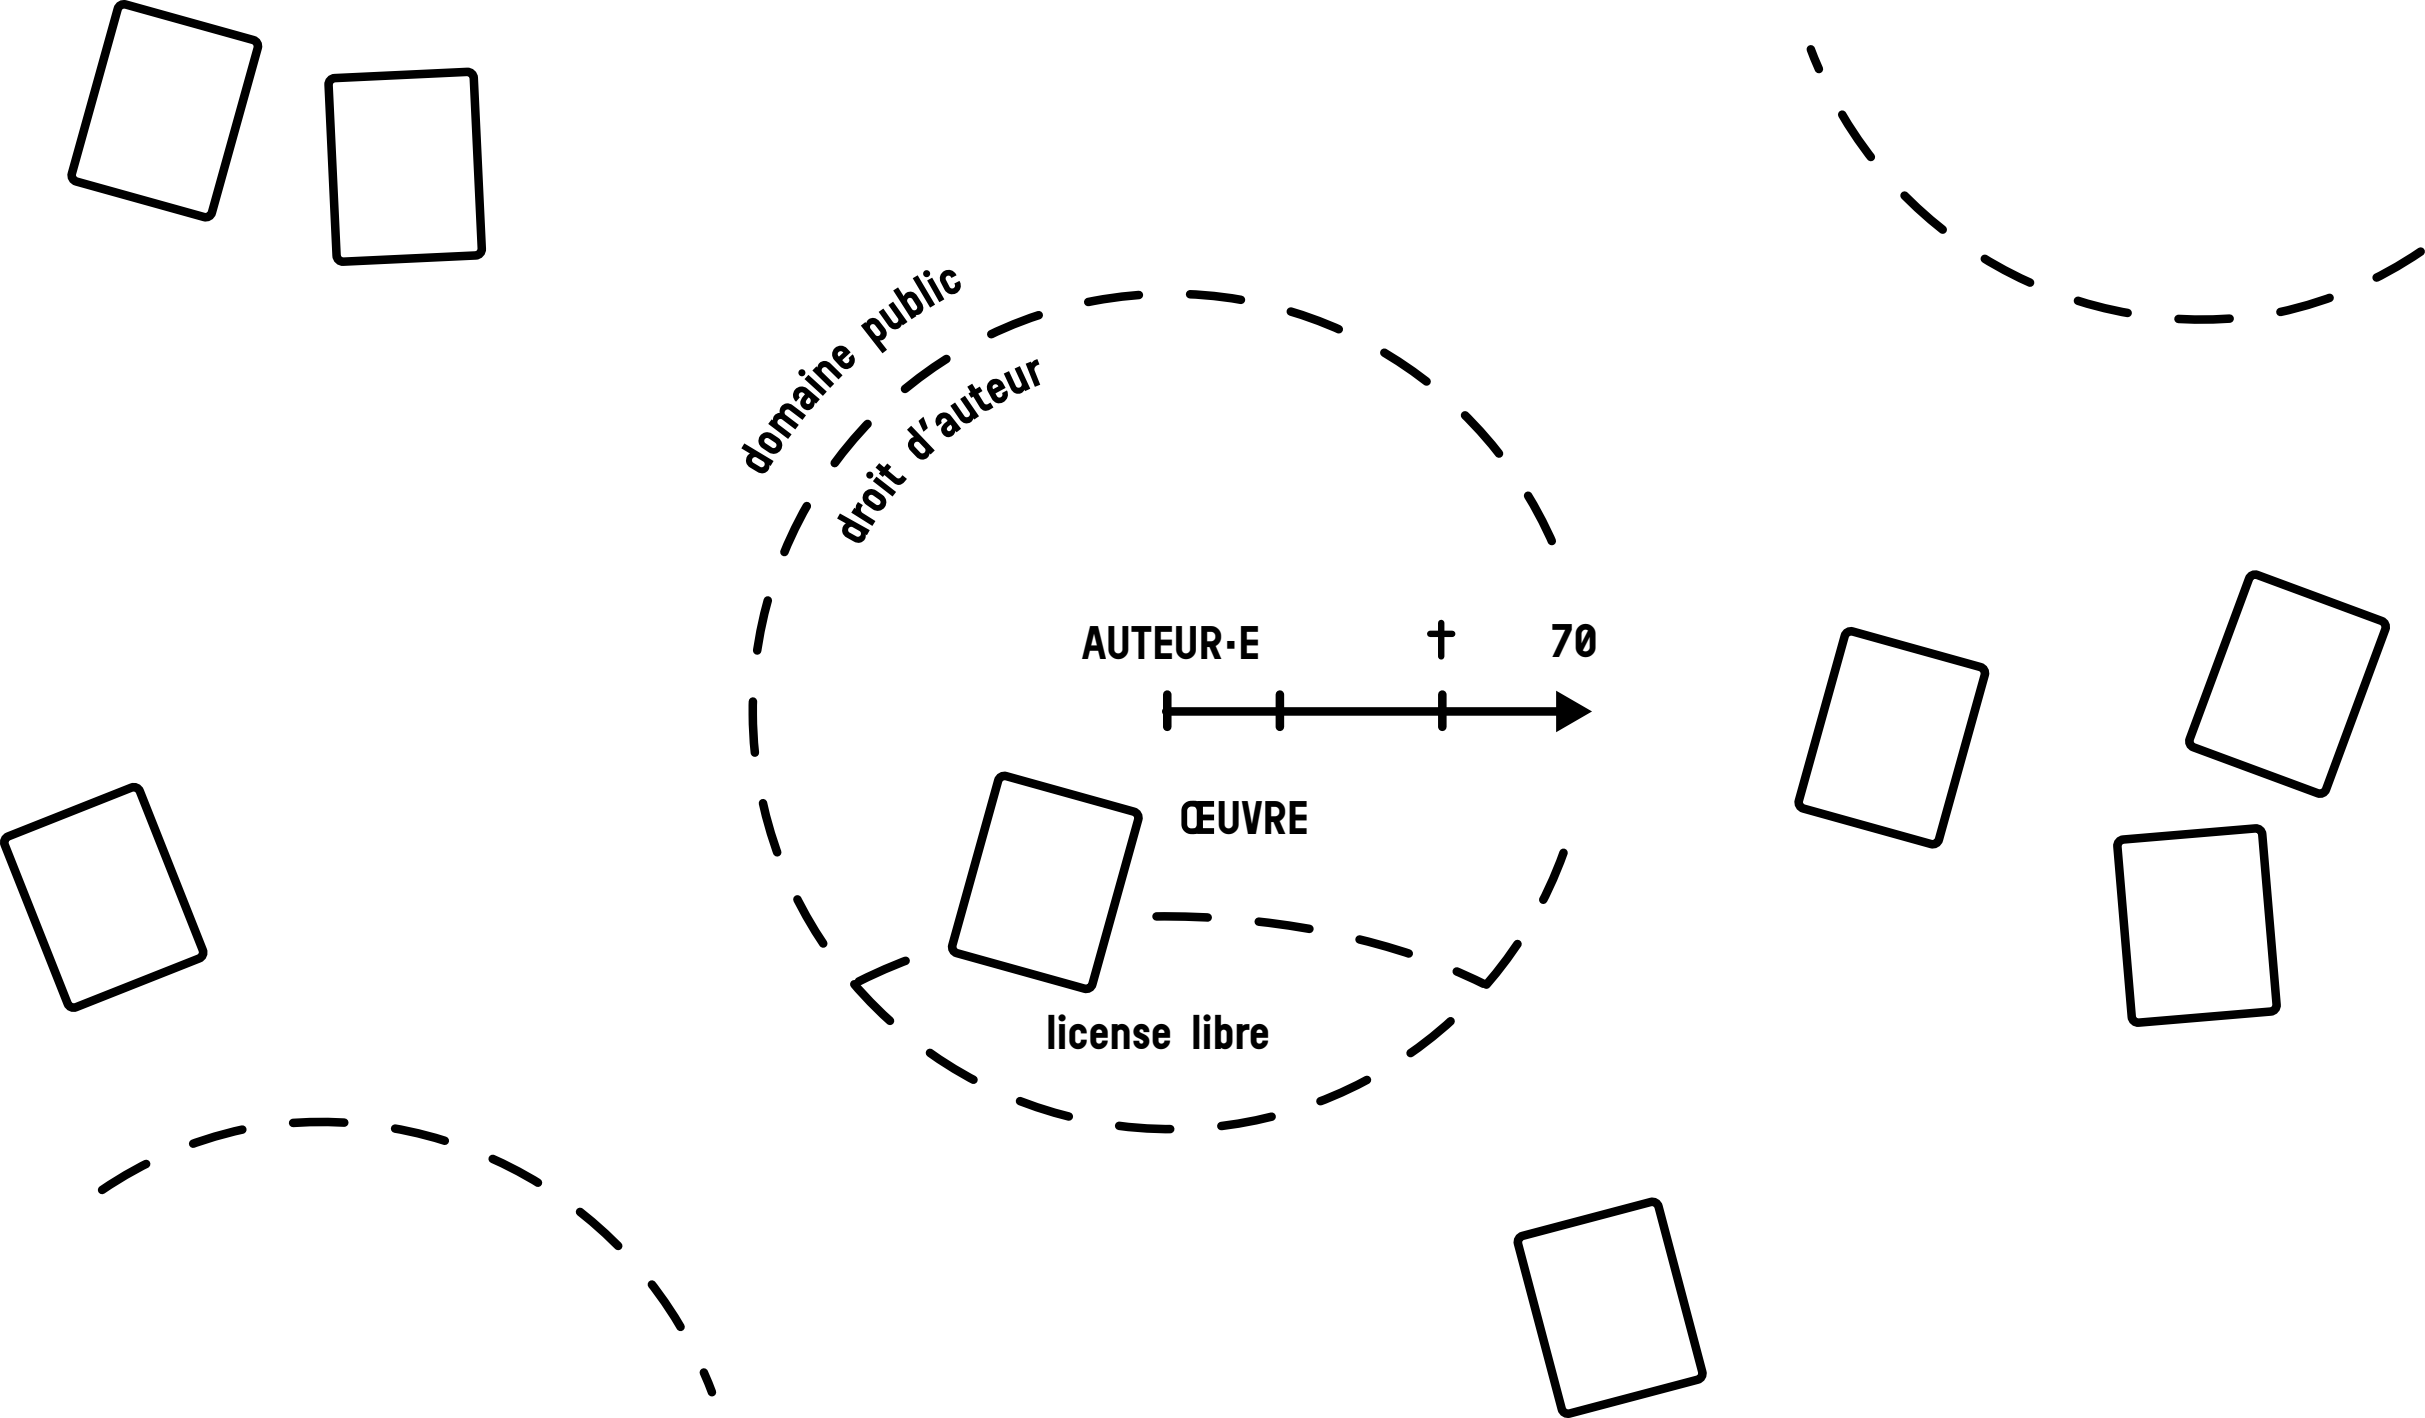 domaine public
droit d'auteur
AUTEUR·E † 70
ŒUVRE
license libre